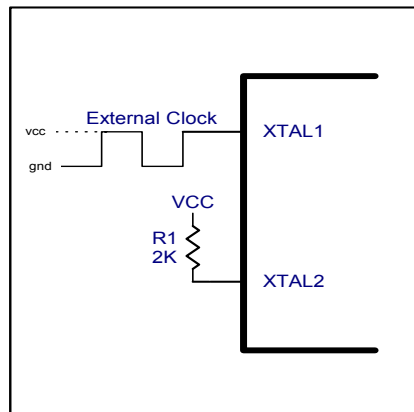 External Clock
vcc
XTAL1
gnd
VCC
R1
2K
XTAL2